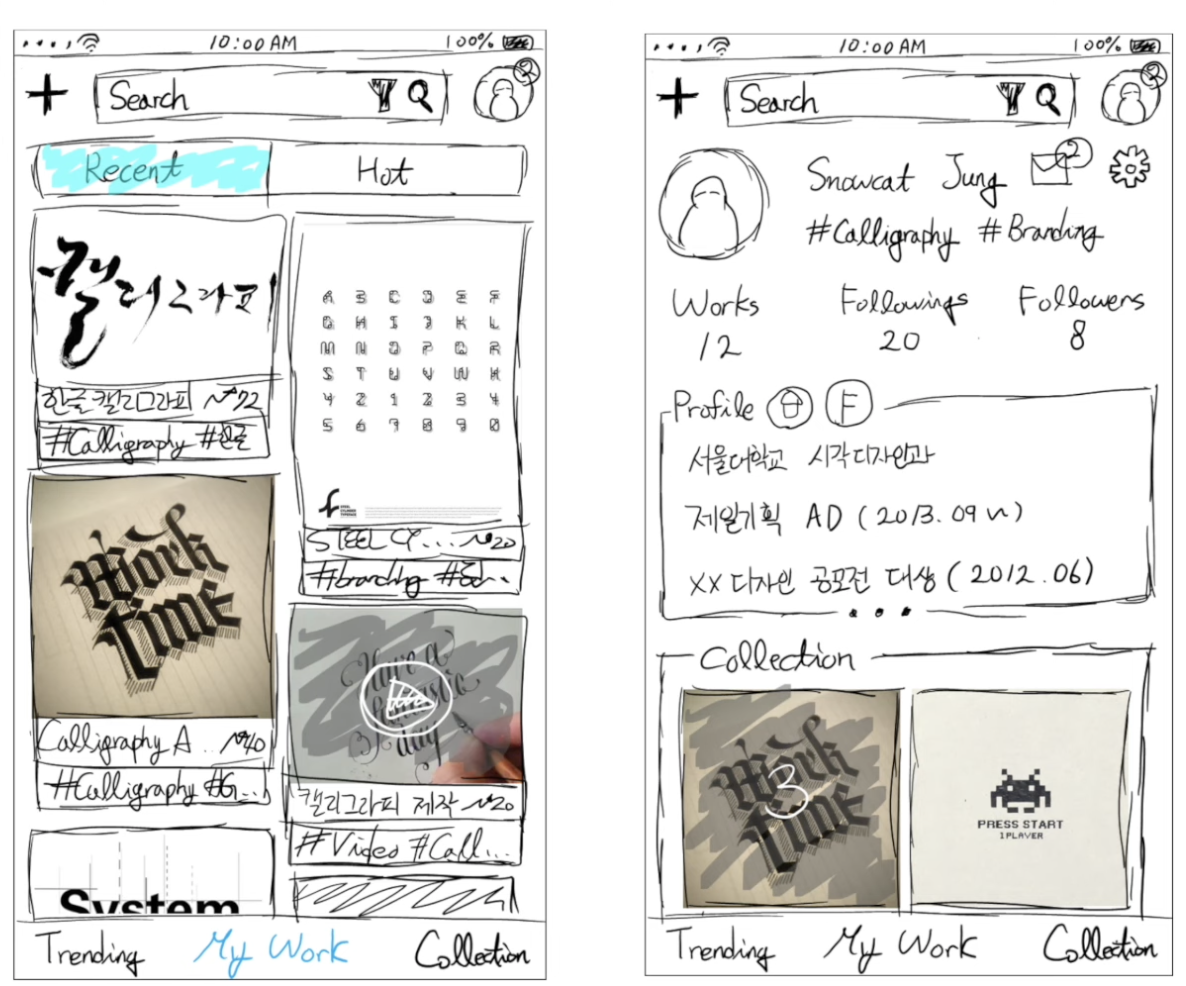 10:00 AM 100%
+ Search 2
Recent Hot
캘리그라피
한글캘리그라피 72
#Calligraphy #한글
Work
time
Calligraphy A .. 40
#Calligraphy #G...
System
A B C D E F
G H I J K L
M N O P Q R
S T U V W X
Y Z 1 2 3 4
5 6 7 8 9 0
STEEL CY... 20
#branding #Ed..
Have a
fantastic
day
캘리그라피 제작 20
#Video #Call...
Trending My Work Collection
10:00 AM 100%
+ Search 2
Snowcat Jung 2
#Calligraphy #Branding
Works Followings Followers
12 20 8
Profile F
서울대학교 시각디자인과
제일기획 AD (2013.09 ~)
XX 디자인 공모전 대상 (2012.06)
Collection
Work
3
time
PRESS START
1 PLAYER
Trending My Work Collection